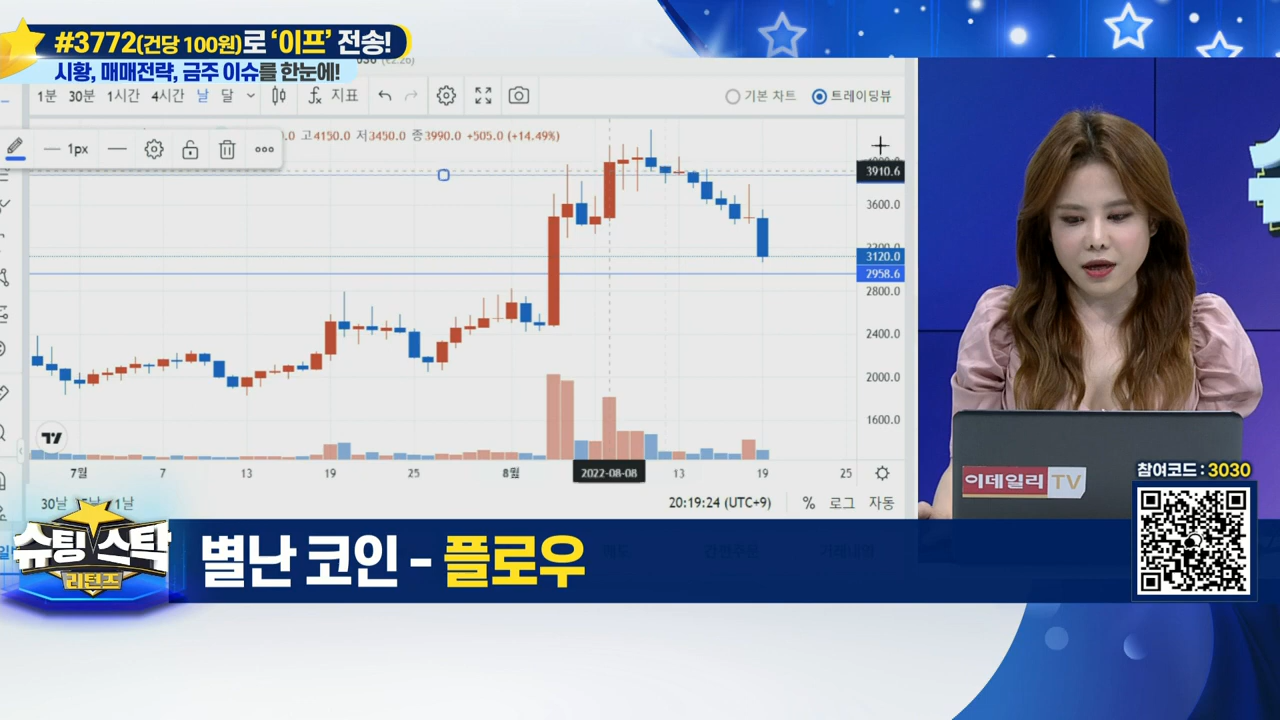 #3772(건당 100원)로 '이프' 전송!
시황, 매매전략, 금주 이슈를 한눈에!
1분 30분 1시간 4시간 날 달 지표 기본 차트 트레이딩뷰
1px
고4150.0 저3450.0 종3990.0 +505.0 (+14.49%)
3910.6
3600.0
3200.0
3120.0
2958.6
2800.0
2400.0
2000.0
1600.0
7월 7 13 19 25 8월 2022-08-08 13 19 25
30날 1날 20:19:24 (UTC+9) % 로그 자동
이데일리 TV
참여코드 : 3030
슈팅스탁
리턴즈
별난 코인 - 플로우